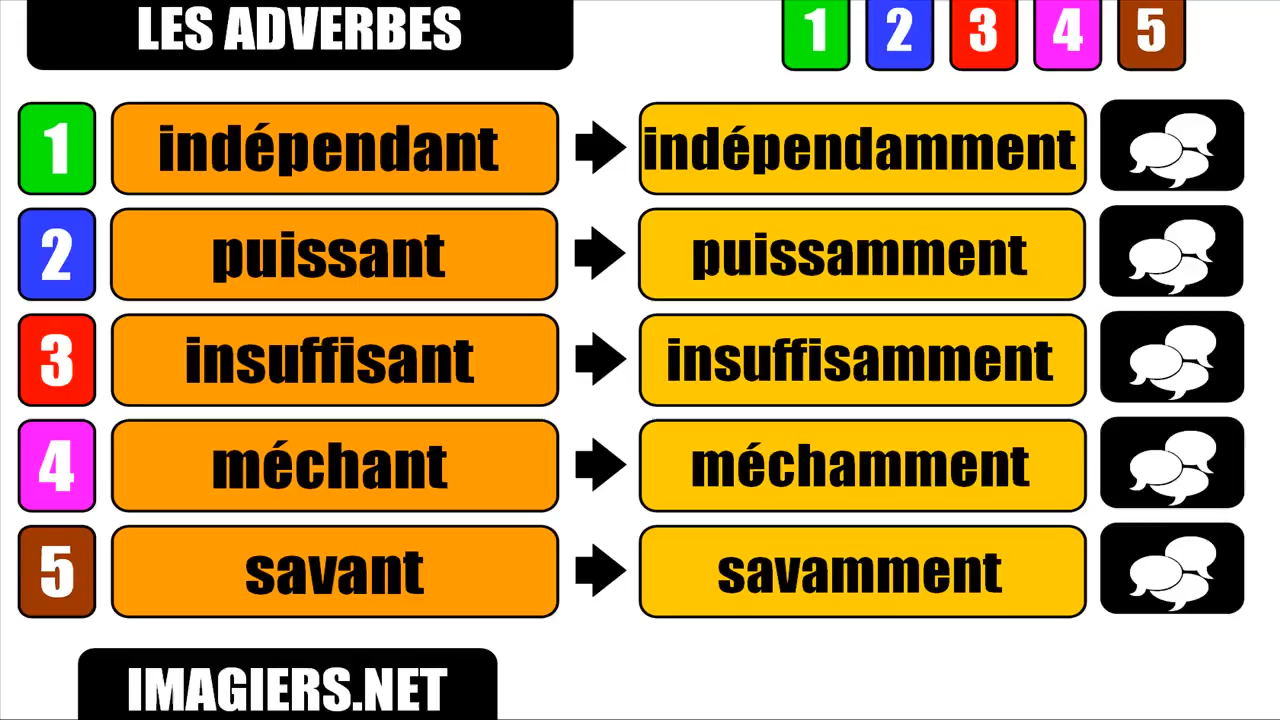 LES ADVERBES
1 2 3 4 5
1 indépendant indépendamment
2 puissant puissamment
3 insuffisant insuffisamment
4 méchant méchamment
5 savant savamment
IMAGIERS.NET